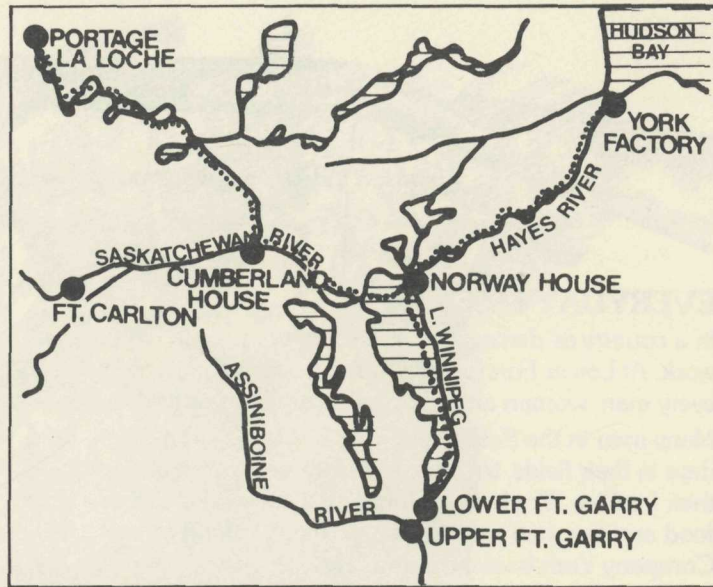 PORTAGE
LA LOCHE
HUDSON
BAY
YORK
FACTORY
HAYES RIVER
SASKATCHEWAN RIVER
CUMBERLAND
HOUSE
NORWAY HOUSE
FT. CARLTON
L. WINNIPEG
ASSINIBOINE
RIVER
LOWER FT. GARRY
UPPER FT. GARRY